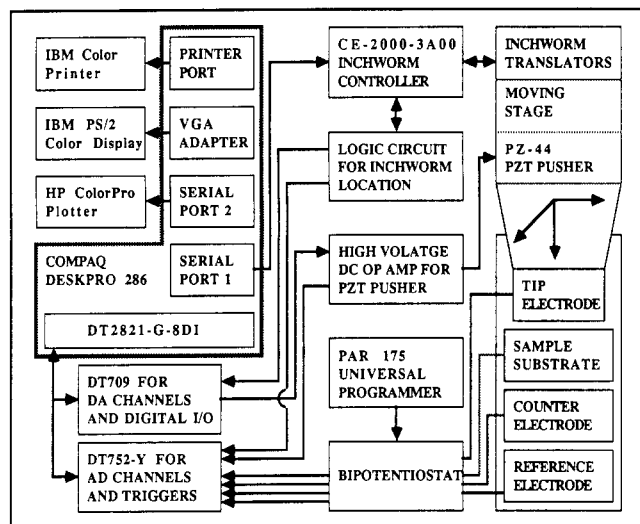 IBM Color
Printer
PRINTER
PORT
IBM PS/2
Color Display
VGA
ADAPTER
HP ColorPro
Plotter
SERIAL
PORT 2
COMPAQ
DESKPRO 286
SERIAL
PORT 1
DT2821-G-8DI
DT709 FOR
DA CHANNELS
AND DIGITAL I/O
DT752-Y FOR
AD CHANNELS
AND TRIGGERS
CE-2000-3A00
INCHWORM
CONTROLLER
LOGIC CIRCUIT
FOR INCHWORM
LOCATION
HIGH VOLATGE
DC OP AMP FOR
PZT PUSHER
PAR 175
UNIVERSAL
PROGRAMMER
BIPOTENTIOSTAT
INCHWORM
TRANSLATORS
MOVING
STAGE
PZ-44
PZT PUSHER
TIP
ELECTRODE
SAMPLE
SUBSTRATE
COUNTER
ELECTRODE
REFERENCE
ELECTRODE